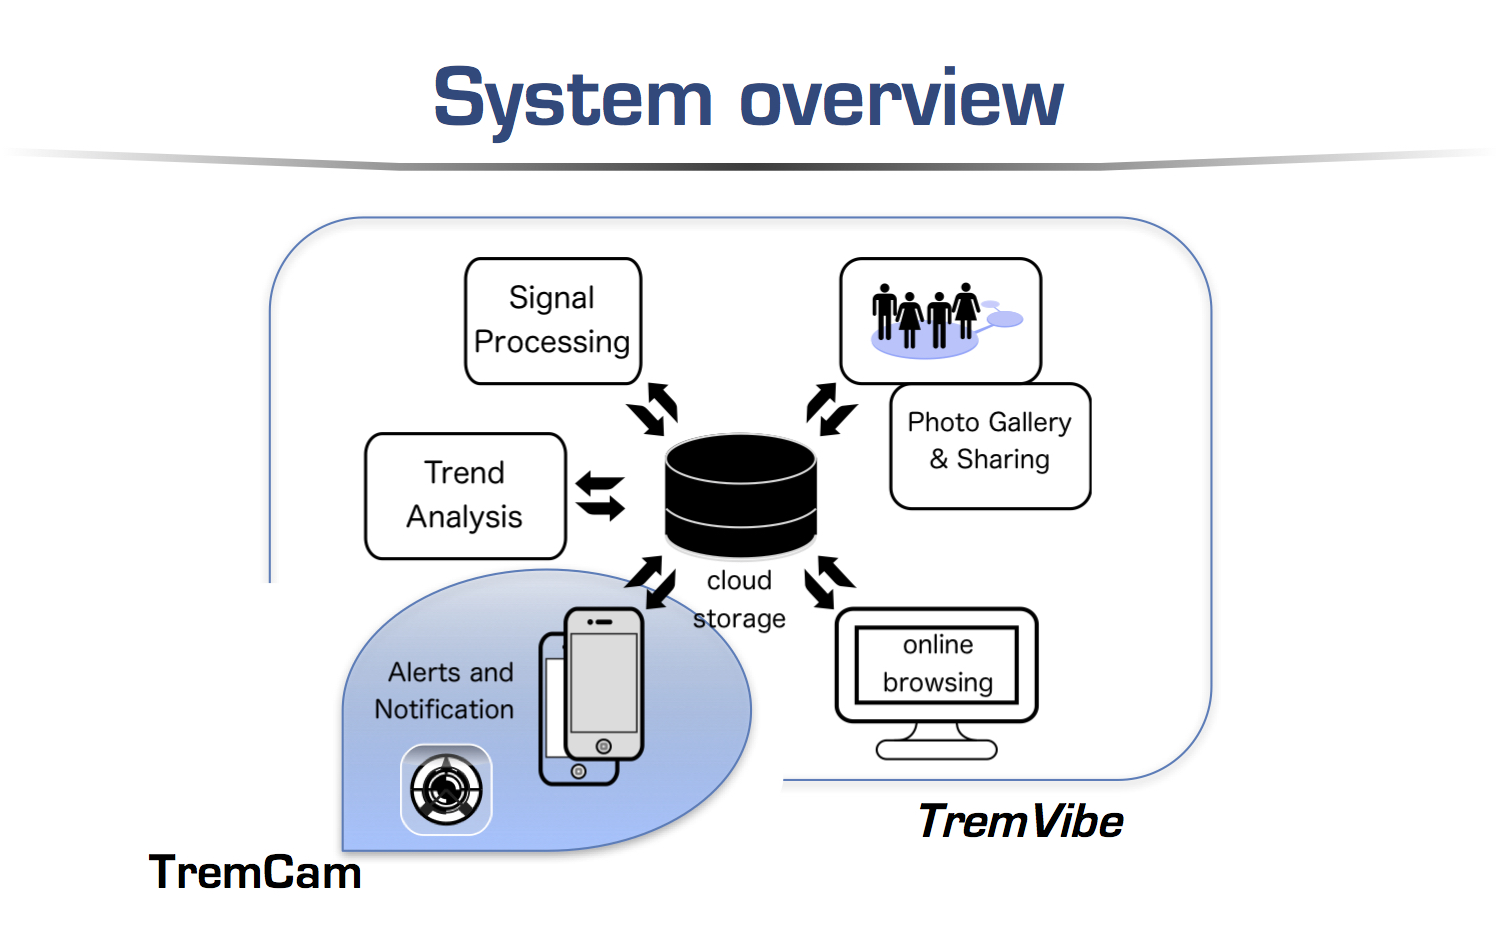 System overview
Signal
Processing
Photo Gallery
& Sharing
Trend
Analysis
cloud
storage
online
browsing
Alerts and
Notification
TremVibe
TremCam